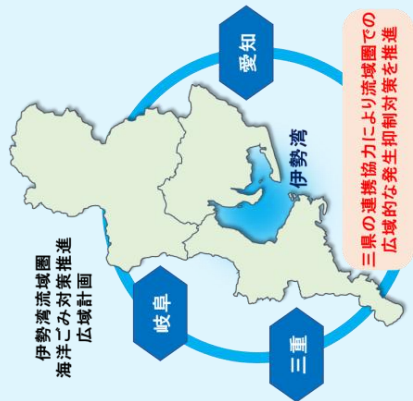 伊勢湾流域圏
海洋ごみ対策推進
広域計画
岐阜
愛知
三重
伊勢湾
三県の連携協力により流域圏での
広域的な発生抑制対策を推進